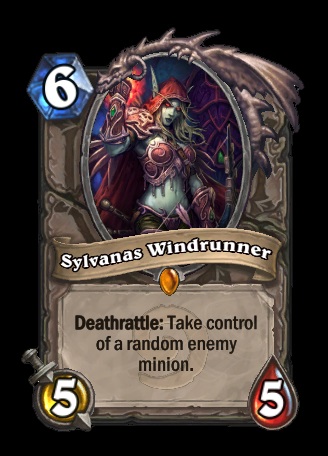 6
Sylvanas Windrunner
Deathrattle: Take control
of a random enemy
minion.
5 5